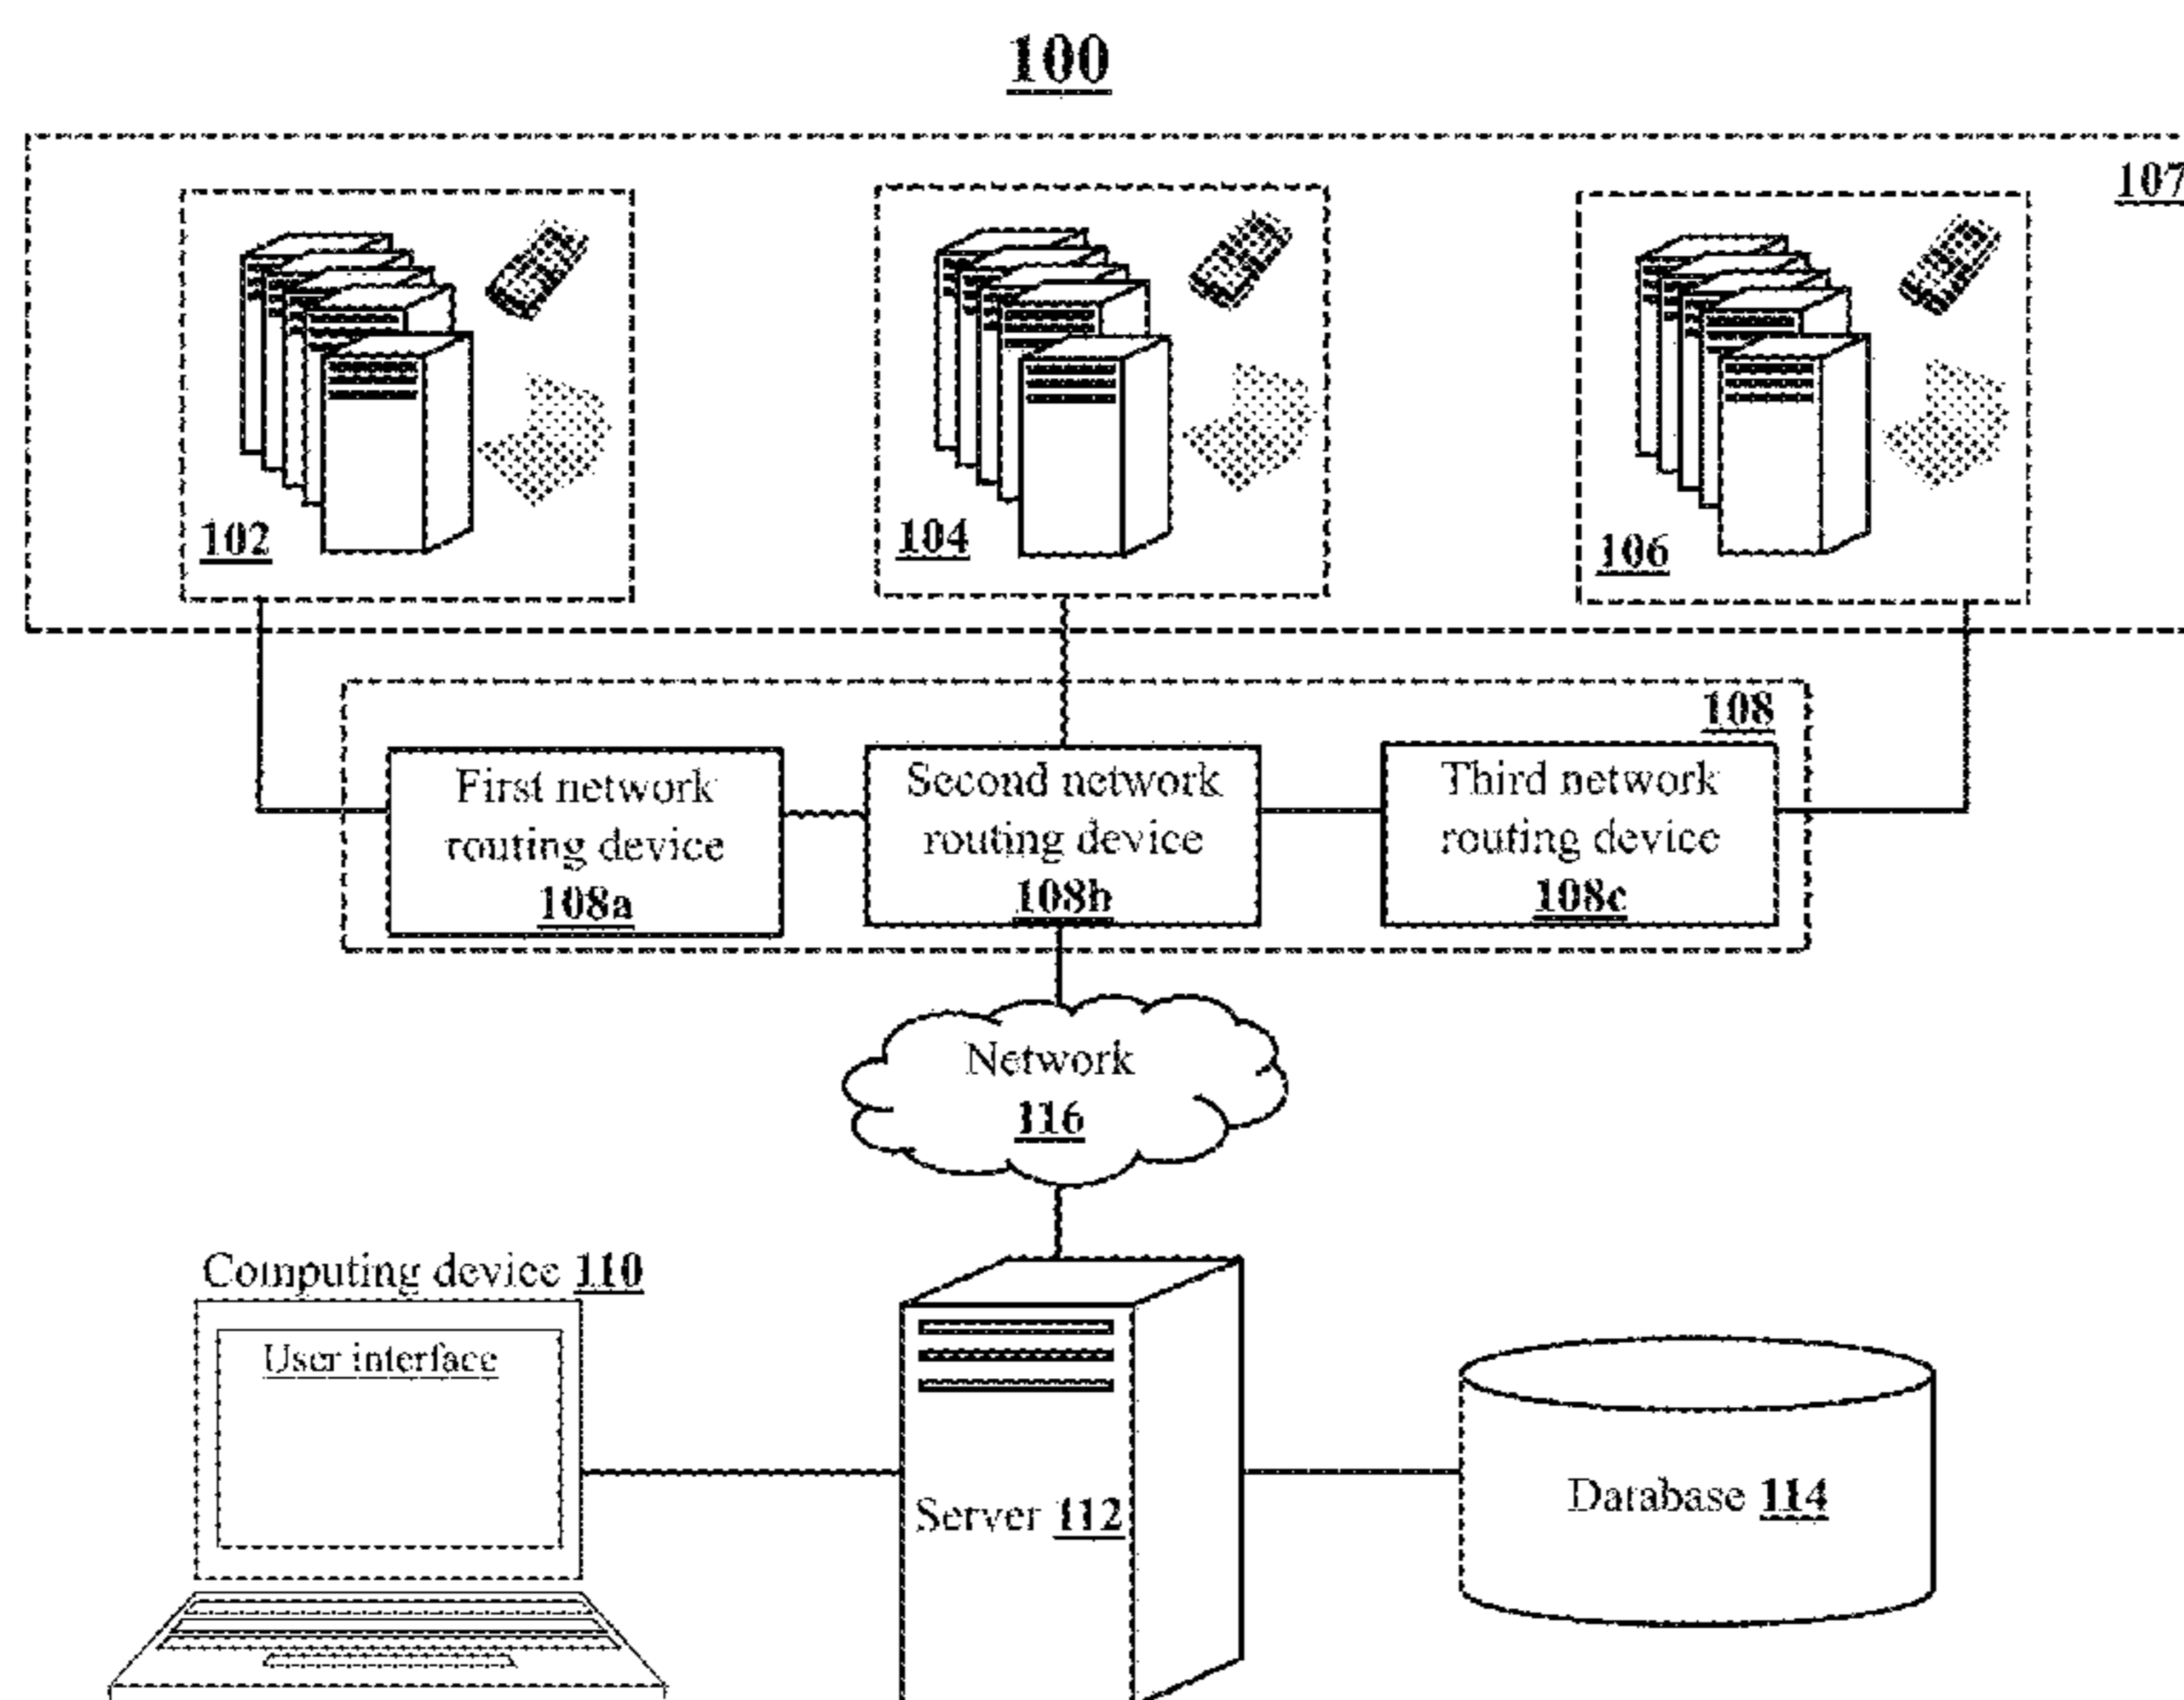 100
107
102
104
106
108
First network
routing device
108a
Second network
routing device
108b
Third network
routing device
108c
Network
116
Computing device 110
User interface
Server 112
Database 114